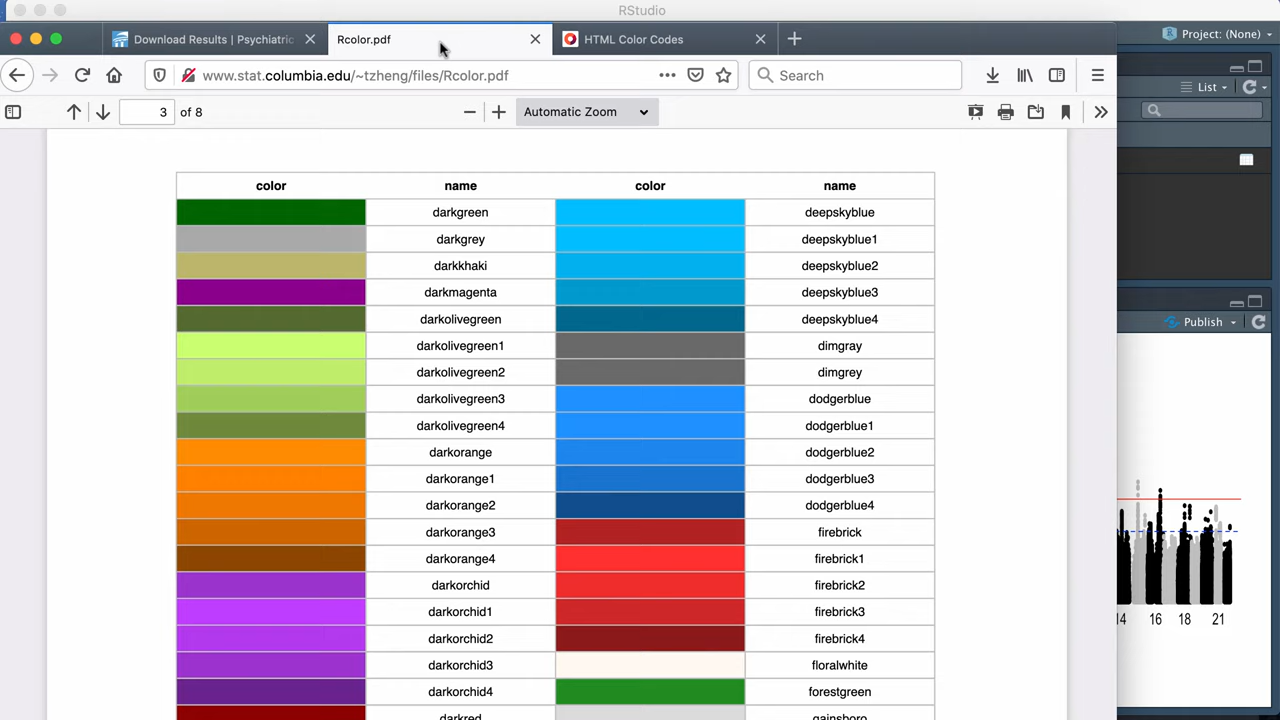 RStudio
Download Results | Psychiatric
Rcolor.pdf
HTML Color Codes
Project: (None)
www.stat.columbia.edu/~tzheng/files/Rcolor.pdf
Search
List
3 of 8
Automatic Zoom
color name color name
darkgreen deepskyblue
darkgrey deepskyblue1
darkkhaki deepskyblue2
darkmagenta deepskyblue3
darkolivegreen deepskyblue4
Publish
darkolivegreen1 dimgray
darkolivegreen2 dimgrey
darkolivegreen3 dodgerblue
darkolivegreen4 dodgerblue1
darkorange dodgerblue2
darkorange1 dodgerblue3
darkorange2 dodgerblue4
darkorange3 firebrick
darkorange4 firebrick1
darkorchid firebrick2
darkorchid1 firebrick3
14 16 18 21
darkorchid2 firebrick4
darkorchid3 floralwhite
darkorchid4 forestgreen
darkred gainsboro